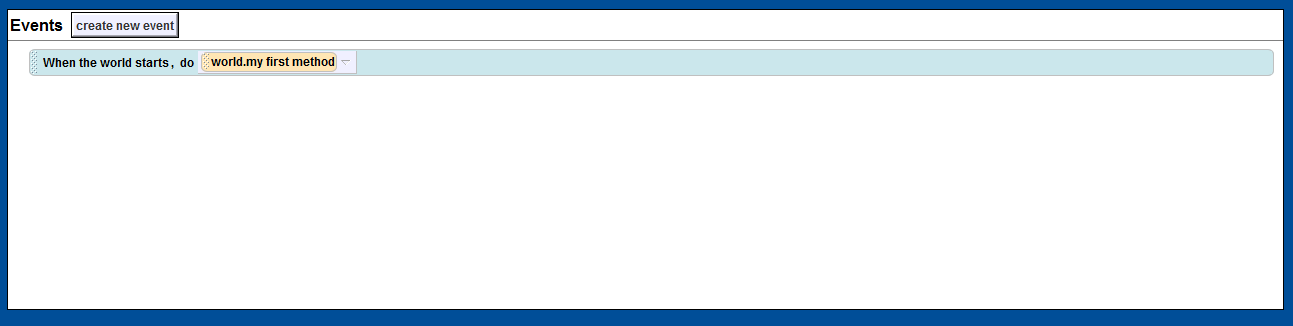 Events create new event
When the world starts, do world.my first method